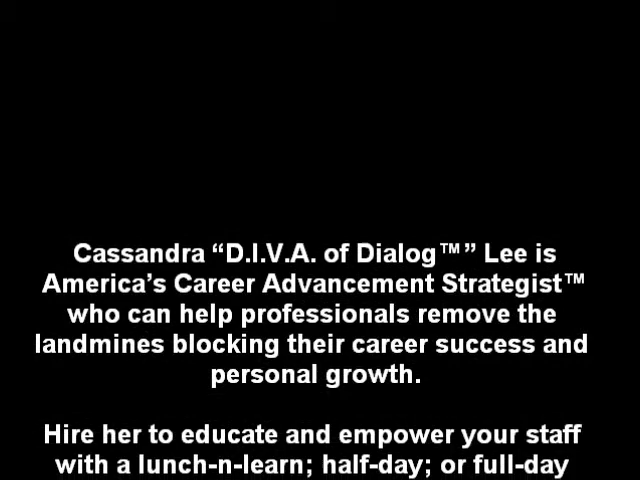 Cassandra “D.I.V.A. of Dialog™” Lee is
America’s Career Advancement Strategist™
who can help professionals remove the
landmines blocking their career success and
personal growth.
Hire her to educate and empower your staff
with a lunch-n-learn; half-day; or full-day